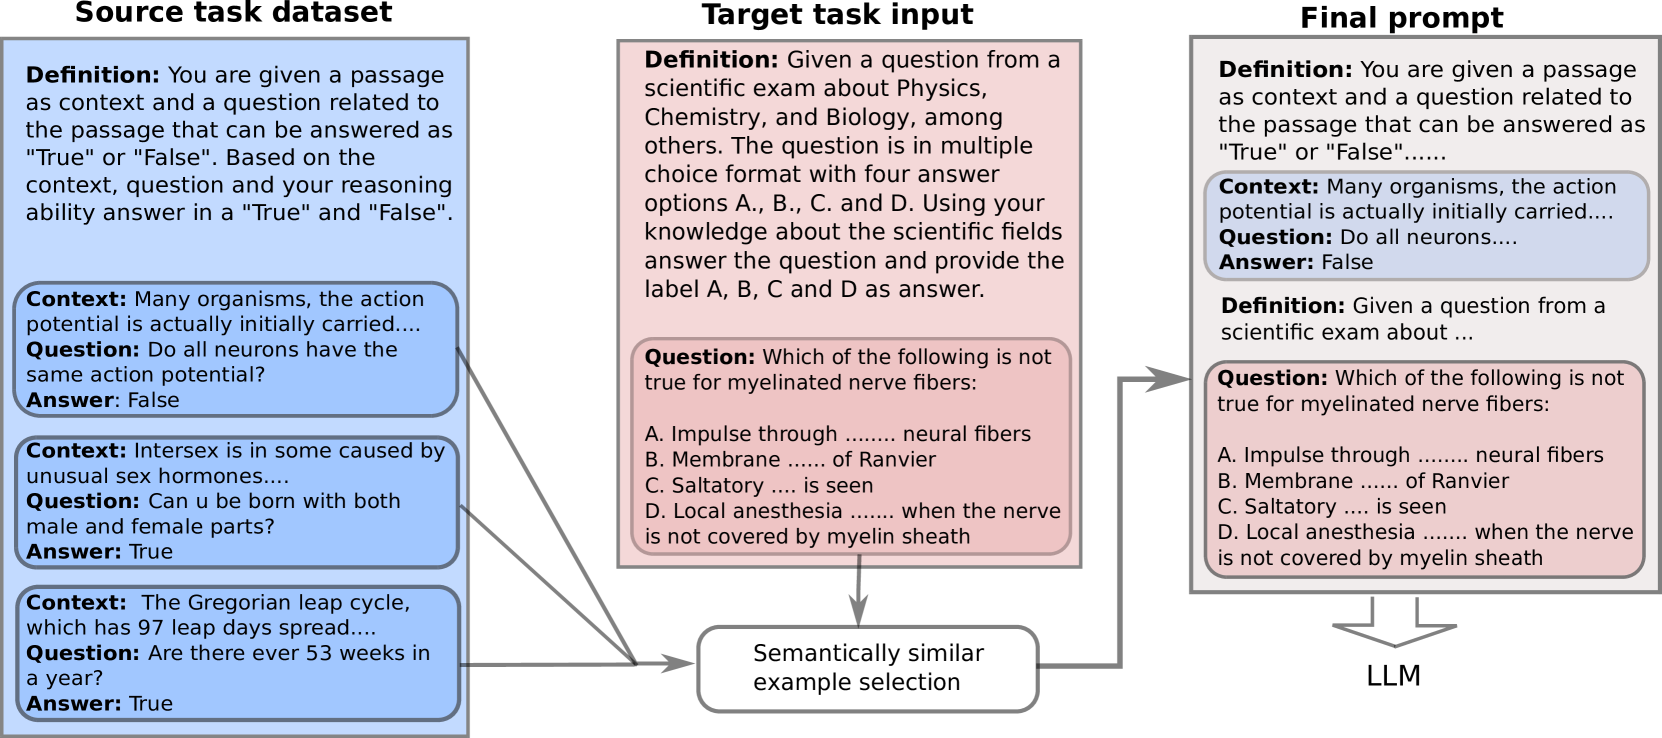 Source task dataset
Definition: You are given a passage
as context and a question related to
the passage that can be answered as
"True" or "False". Based on the
context, question and your reasoning
ability answer in a "True" and "False".
Context: Many organisms, the action
potential is actually initially carried....
Question: Do all neurons have the
same action potential?
Answer: False
Context: Intersex is in some caused by
unusual sex hormones....
Question: Can u be born with both
male and female parts?
Answer: True
Context: The Gregorian leap cycle,
which has 97 leap days spread....
Question: Are there ever 53 weeks in
a year?
Answer: True
Target task input
Definition: Given a question from a
scientific exam about Physics,
Chemistry, and Biology, among
others. The question is in multiple
choice format with four answer
options A., B., C. and D. Using your
knowledge about the scientific fields
answer the question and provide the
label A, B, C and D as answer.
Question: Which of the following is not
true for myelinated nerve fibers:
A. Impulse through ........ neural fibers
B. Membrane ...... of Ranvier
C. Saltatory .... is seen
D. Local anesthesia ....... when the nerve
is not covered by myelin sheath
Semantically similar
example selection
Final prompt
Definition: You are given a passage
as context and a question related to
the passage that can be answered as
"True" or "False"......
Context: Many organisms, the action
potential is actually initially carried....
Question: Do all neurons....
Answer: False
Definition: Given a question from a
scientific exam about ...
Question: Which of the following is not
true for myelinated nerve fibers:
A. Impulse through ........ neural fibers
B. Membrane ...... of Ranvier
C. Saltatory .... is seen
D. Local anesthesia ....... when the nerve
is not covered by myelin sheath
LLM